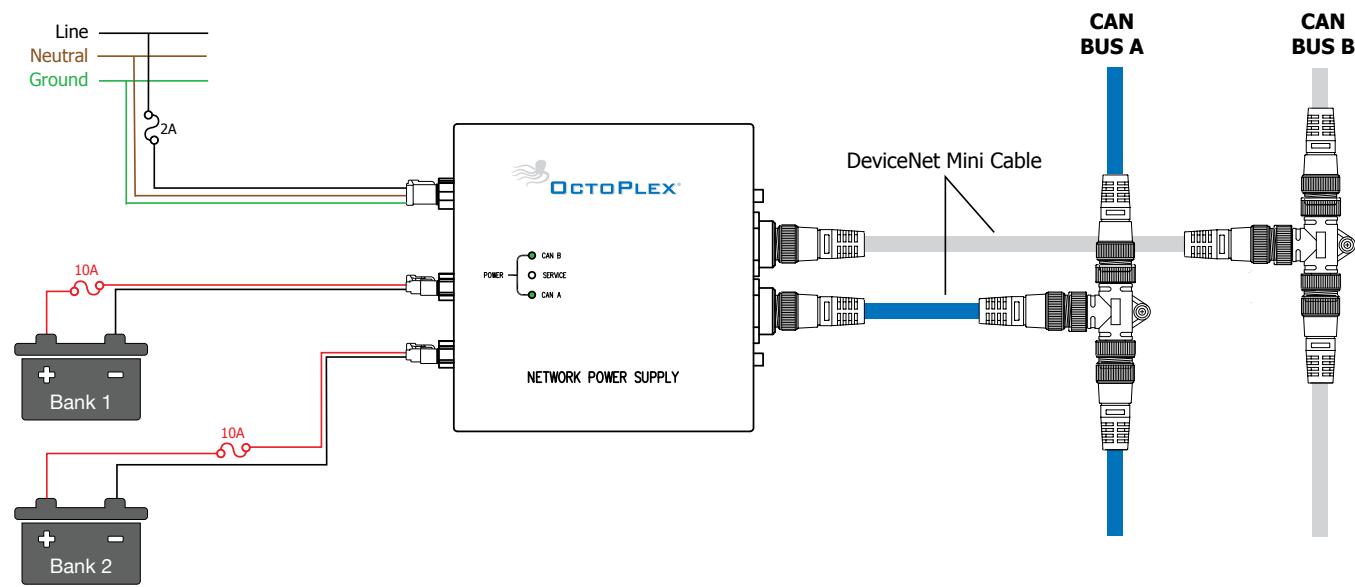 Line
Neutral
Ground
2A
CAN
BUS A
CAN
BUS B
DeviceNet Mini Cable
OCTOPLEX®
CAN B
POWER
SERVICE
CAN A
NETWORK POWER SUPPLY
10A
+ −
Bank 1
10A
+ −
Bank 2